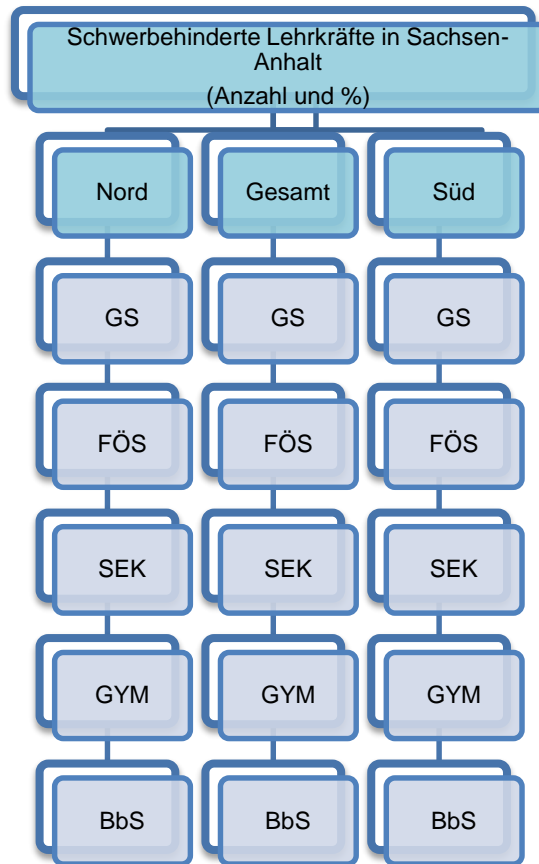 Schwerbehinderte Lehrkräfte in Sachsen-
Anhalt
(Anzahl und %)
Nord
Gesamt
Süd
GS
GS
GS
FÖS
FÖS
FÖS
SEK
SEK
SEK
GYM
GYM
GYM
BbS
BbS
BbS